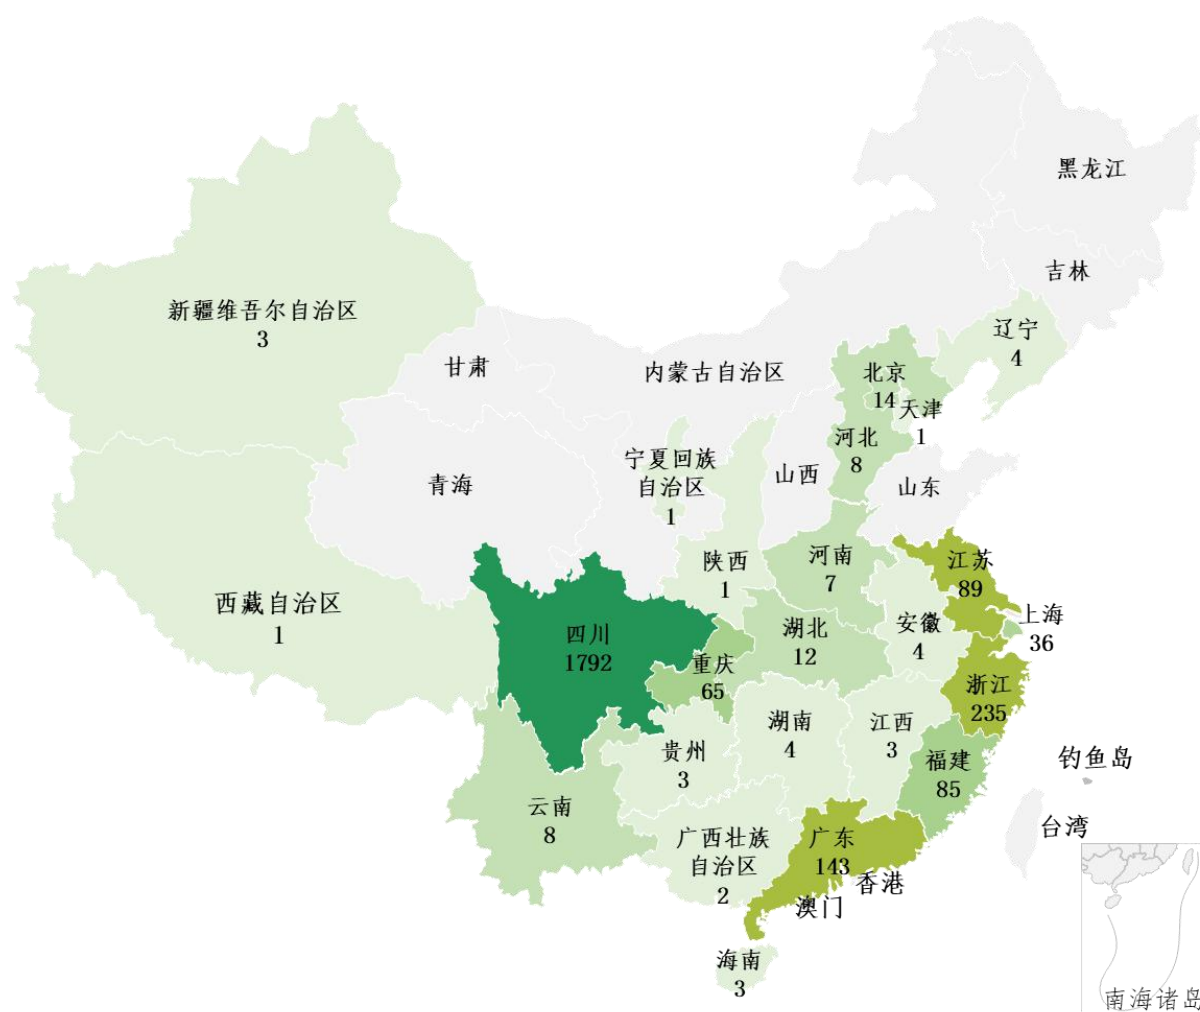 黑龙江
吉林
新疆维吾尔自治区
3
辽宁
4
甘肃
内蒙古自治区
北京
14
天津
1
河北
8
宁夏回族
自治区
1
山西
山东
青海
陕西
1
河南
7
江苏
89
西藏自治区
1
四川
1792
湖北
12
安徽
4
上海
36
重庆
65
浙江
235
湖南
4
江西
3
贵州
3
福建
85
钓鱼岛
云南
8
广西壮族
自治区
2
广东
143
台湾
香港
澳门
海南
3
南海诸岛